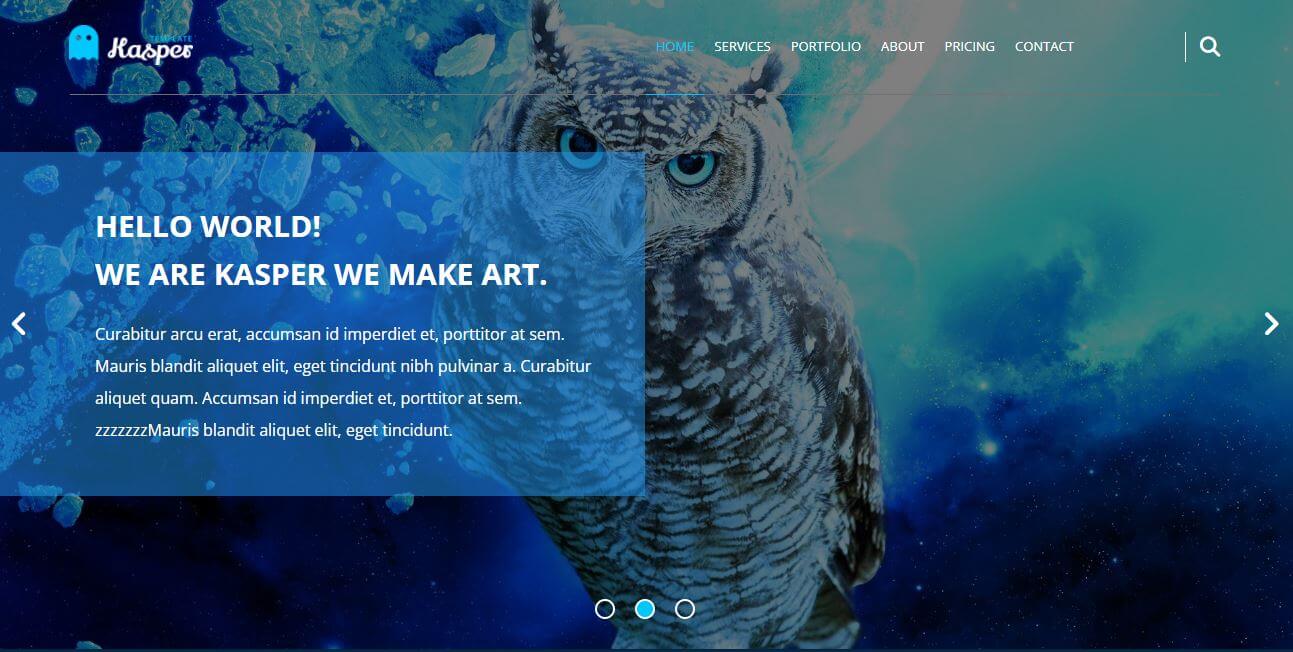 TEMPLATE
Kasper
HOME SERVICES PORTFOLIO ABOUT PRICING CONTACT
HELLO WORLD!
WE ARE KASPER WE MAKE ART.
Curabitur arcu erat, accumsan id imperdiet et, porttitor at sem.
Mauris blandit aliquet elit, eget tincidunt nibh pulvinar a. Curabitur
aliquet quam. Accumsan id imperdiet et, porttitor at sem.
zzzzzzzMauris blandit aliquet elit, eget tincidunt.